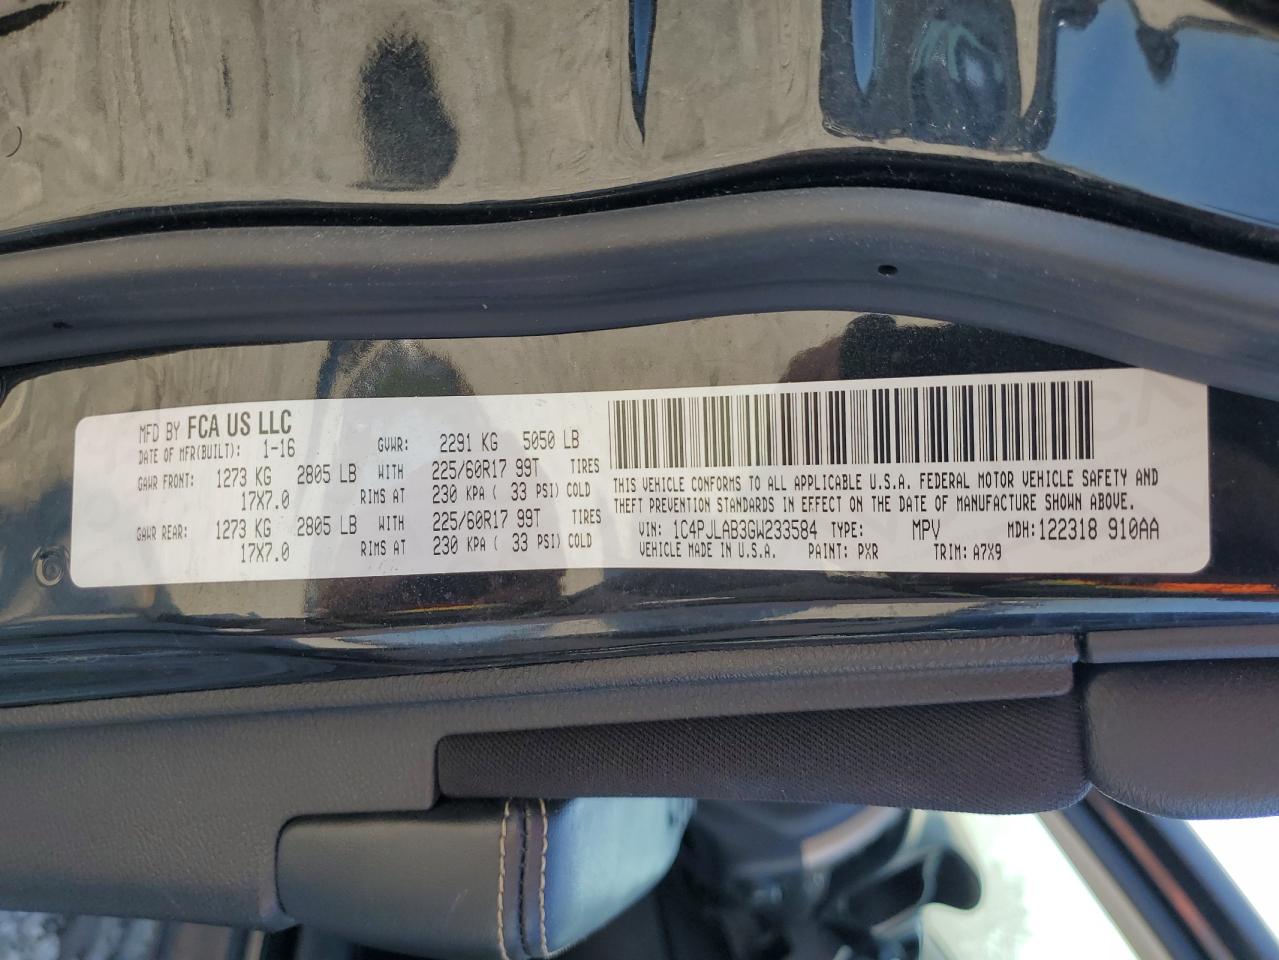 MFD BY FCA US LLC
DATE OF MFR(BUILT): 1-16 GVWR: 2291 KG 5050 LB
GAWR FRONT: 1273 KG 2805 LB WITH 225/60R17 99T TIRES
17X7.0 RIMS AT 230 KPA ( 33 PSI) COLD
GAWR REAR: 1273 KG 2805 LB WITH 225/60R17 99T TIRES
17X7.0 RIMS AT 230 KPA ( 33 PSI) COLD
THIS VEHICLE CONFORMS TO ALL APPLICABLE U.S.A. FEDERAL MOTOR VEHICLE SAFETY AND
THEFT PREVENTION STANDARDS IN EFFECT ON THE DATE OF MANUFACTURE SHOWN ABOVE.
VIN: 1C4PJLAB3GW233584 TYPE: MPV MDH: 122318 910AA
VEHICLE MADE IN U.S.A. PAINT: PXR TRIM: A7X9